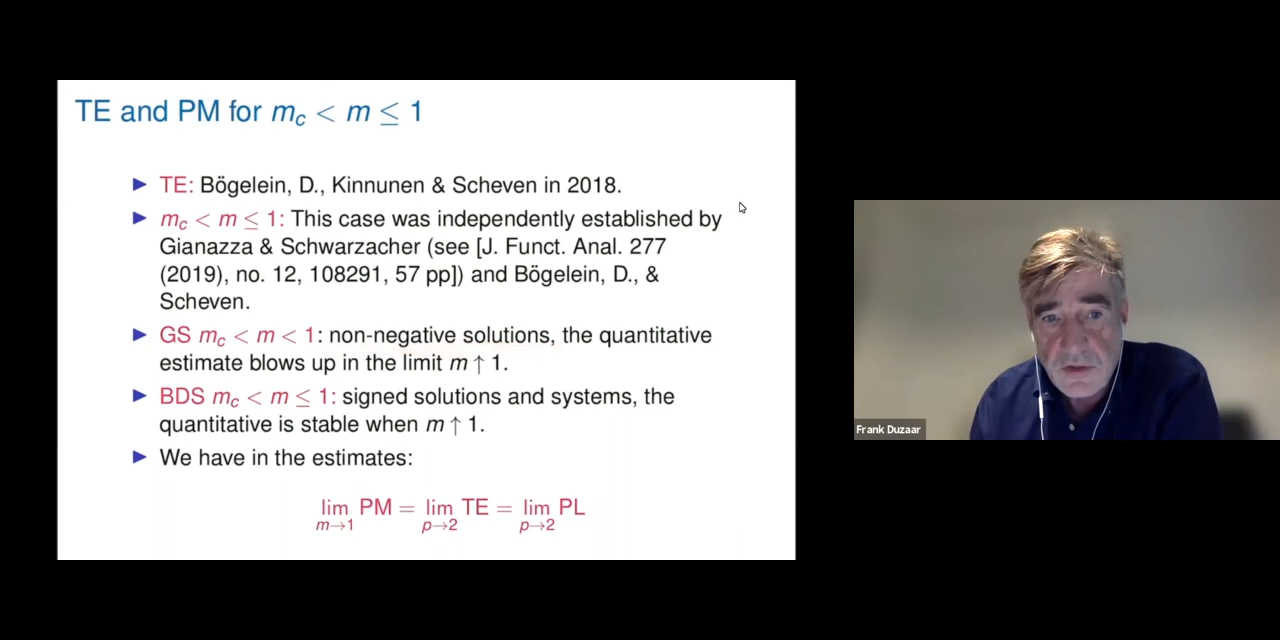 TE and PM for m_c < m ≤ 1
► TE: Bögelein, D., Kinnunen & Scheven in 2018.
► m_c < m ≤ 1: This case was independently established by
Gianazza & Schwarzacher (see [J. Funct. Anal. 277
(2019), no. 12, 108291, 57 pp]) and Bögelein, D., &
Scheven.
► GS m_c < m < 1: non-negative solutions, the quantitative
estimate blows up in the limit m ↑ 1.
► BDS m_c < m ≤ 1: signed solutions and systems, the
quantitative is stable when m ↑ 1.
► We have in the estimates:
lim PM = lim TE = lim PL
m→1 p→2 p→2
Frank Duzaar